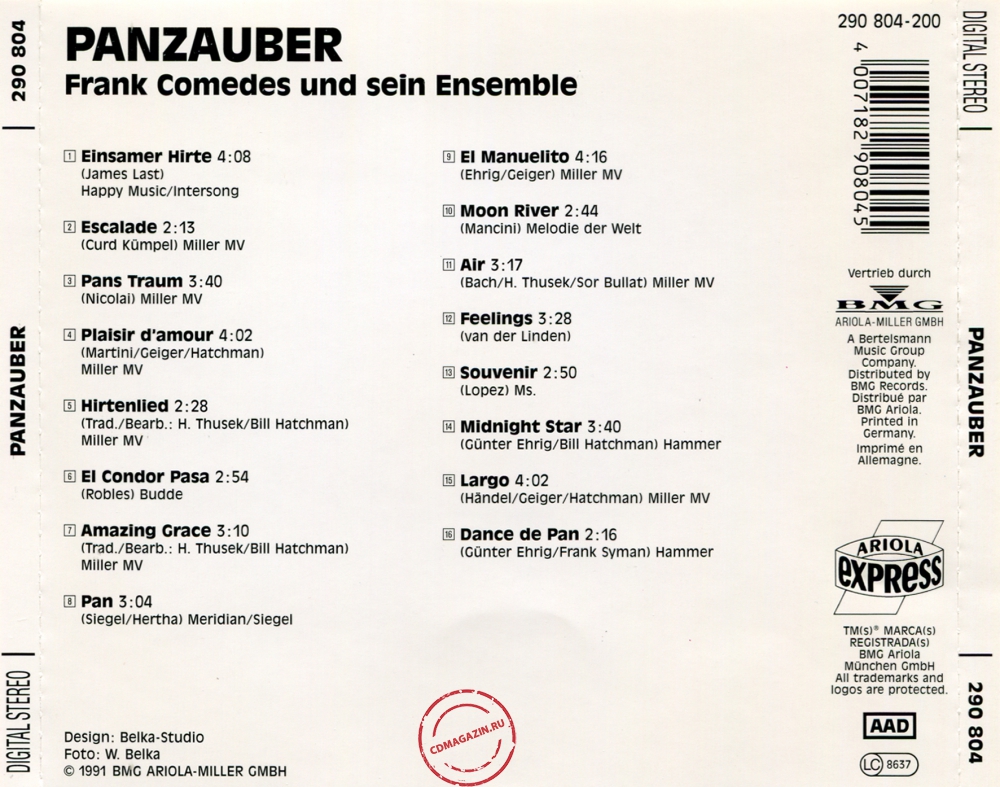 290 804
PANZAUBER
DIGITAL STEREO
PANZAUBER
Frank Comedes und sein Ensemble
1 Einsamer Hirte 4:08
(James Last)
Happy Music/Intersong
2 Escalade 2:13
(Curd Kümpel) Miller MV
3 Pans Traum 3:40
(Nicolai) Miller MV
4 Plaisir d'amour 4:02
(Martini/Geiger/Hatchman)
Miller MV
5 Hirtenlied 2:28
(Trad./Bearb.: H. Thusek/Bill Hatchman)
Miller MV
6 El Condor Pasa 2:54
(Robles) Budde
7 Amazing Grace 3:10
(Trad./Bearb.: H. Thusek/Bill Hatchman)
Miller MV
8 Pan 3:04
(Siegel/Hertha) Meridian/Siegel
9 El Manuelito 4:16
(Ehrig/Geiger) Miller MV
10 Moon River 2:44
(Mancini) Melodie der Welt
11 Air 3:17
(Bach/H. Thusek/Sor Bullat) Miller MV
12 Feelings 3:28
(van der Linden)
13 Souvenir 2:50
(Lopez) Ms.
14 Midnight Star 3:40
(Günter Ehrig/Bill Hatchman) Hammer
15 Largo 4:02
(Händel/Geiger/Hatchman) Miller MV
16 Dance de Pan 2:16
(Günter Ehrig/Frank Syman) Hammer
Design: Belka-Studio
Foto: W. Belka
© 1991 BMG ARIOLA-MILLER GMBH
CDMAGAZIN.RU
290 804-200
4 007182 908045
Vertrieb durch
BMG
ARIOLA-MILLER GMBH
A Bertelsmann
Music Group
Company.
Distributed by
BMG Records.
Distribué par
BMG Ariola.
Printed in
Germany.
Imprimé en
Allemagne.
ARIOLA
EXPRESS
TM(s)® MARCA(s)
REGISTRADA(s)
BMG Ariola
München GmbH
All trademarks and
logos are protected.
AAD
LC 8637
DIGITAL STEREO
PANZAUBER
290 804